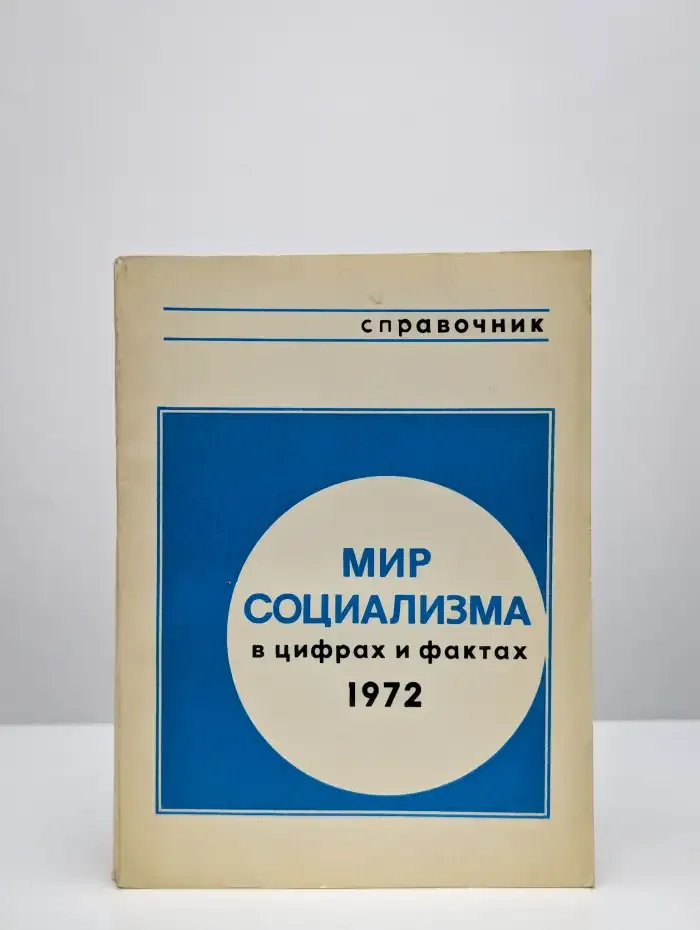 справочник
МИР
СОЦИАЛИЗМА
в цифрах и фактах
1972